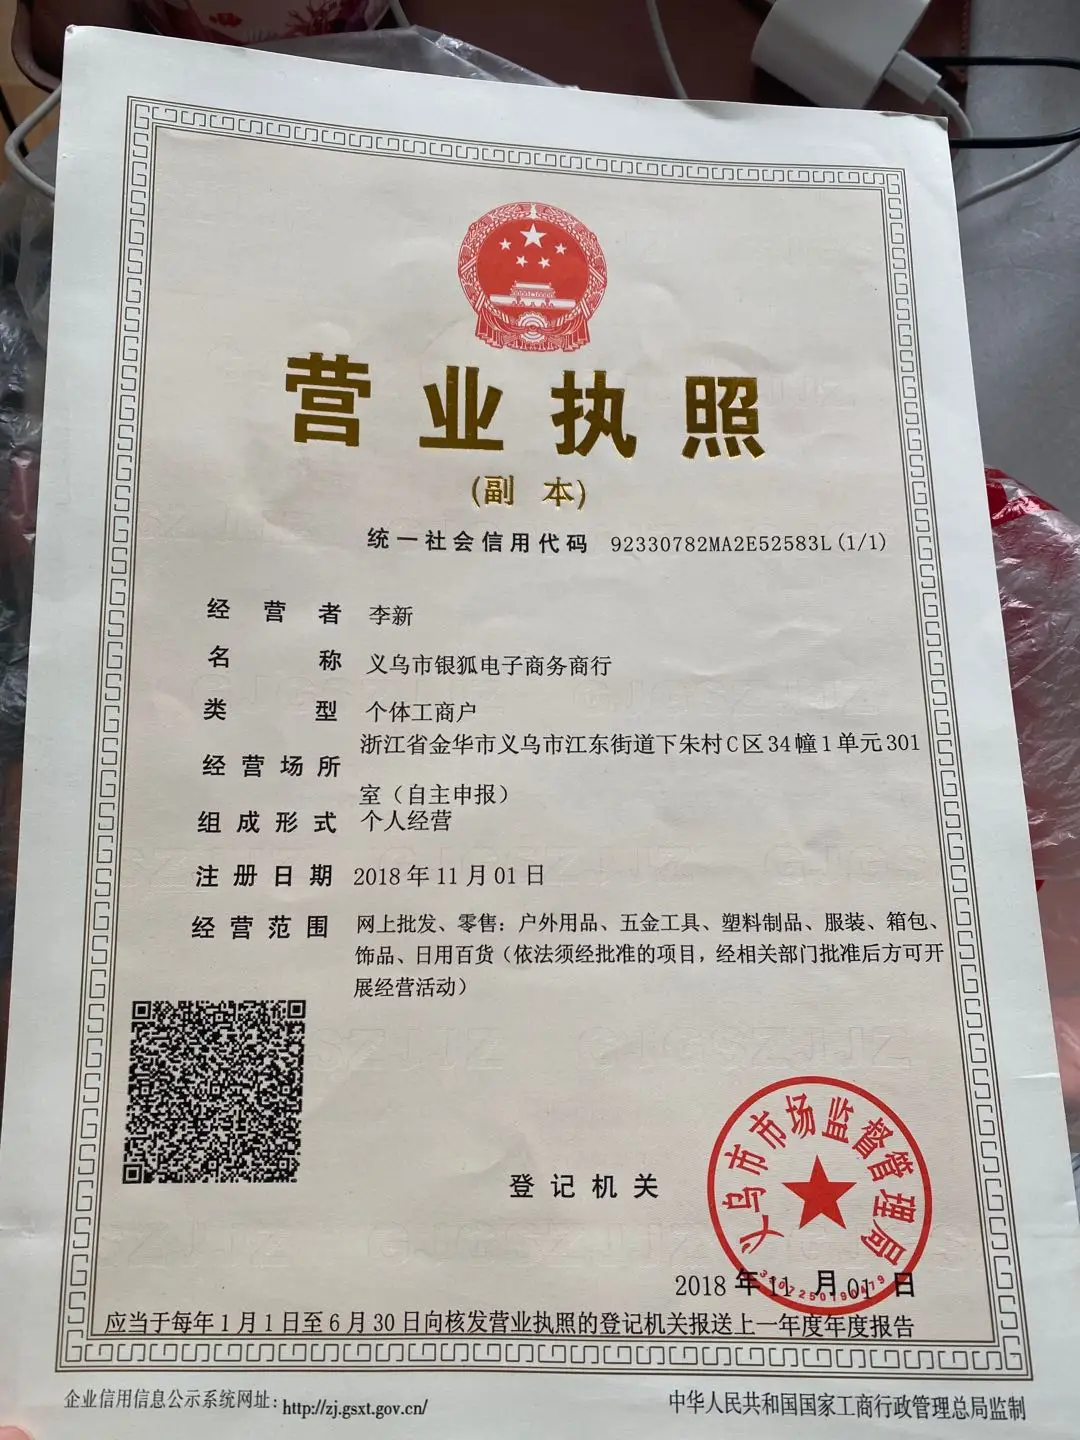 营业执照
(副 本)
统一社会信用代码 92330782MA2E52583L(1/1)
经营者 李新
名称 义乌市银狐电子商务商行
类型 个体工商户
经营场所 浙江省金华市义乌市江东街道下朱村C区34幢1单元301
室（自主申报）
组成形式 个人经营
注册日期 2018年11月01日
经营范围 网上批发、零售：户外用品、五金工具、塑料制品、服装、箱包、
饰品、日用百货（依法须经批准的项目，经相关部门批准后方可开
展经营活动）
登记机关
义乌市市场监督管理局
2018年11月01日
应当于每年1月1日至6月30日向核发营业执照的登记机关报送上一年度年度报告
企业信用信息公示系统网址：http://zj.gsxt.gov.cn/
中华人民共和国国家工商行政管理总局监制